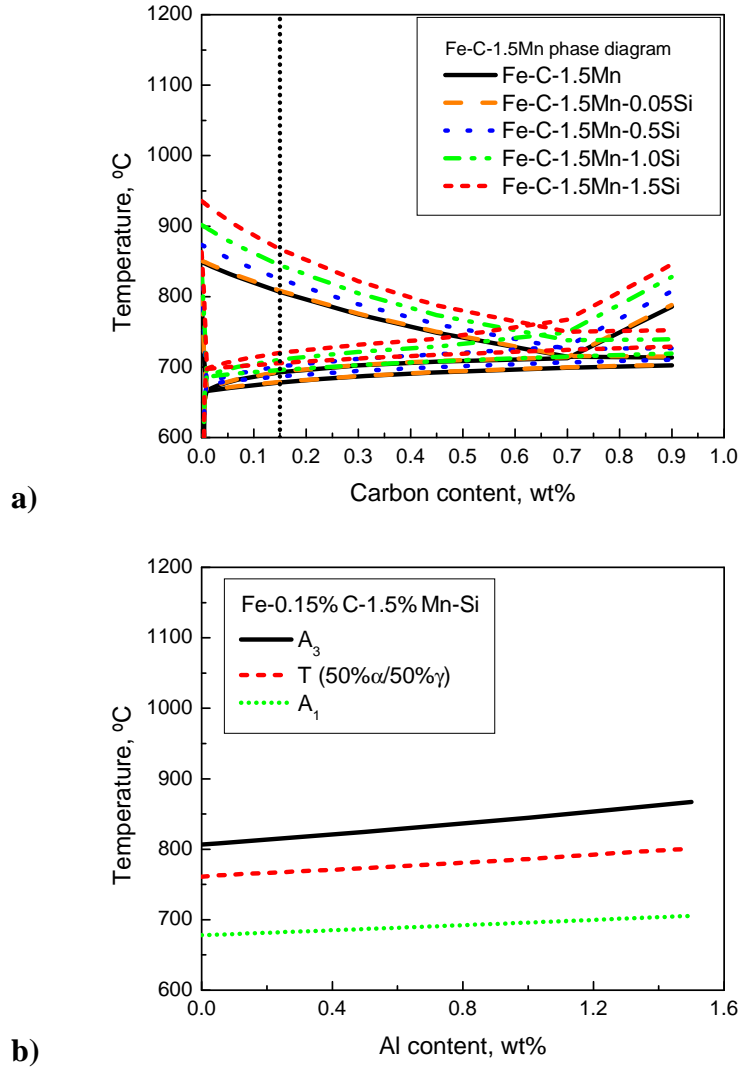 1200
1100
1000
900
800
700
600
Temperature, ºC
Fe-C-1.5Mn phase diagram
Fe-C-1.5Mn
Fe-C-1.5Mn-0.05Si
Fe-C-1.5Mn-0.5Si
Fe-C-1.5Mn-1.0Si
Fe-C-1.5Mn-1.5Si
0.0 0.1 0.2 0.3 0.4 0.5 0.6 0.7 0.8 0.9 1.0
Carbon content, wt%
a)
1200
1100
1000
900
800
700
600
Temperature, ºC
Fe-0.15% C-1.5% Mn-Si
A3
T (50%α/50%γ)
A1
0.0 0.4 0.8 1.2 1.6
Al content, wt%
b)